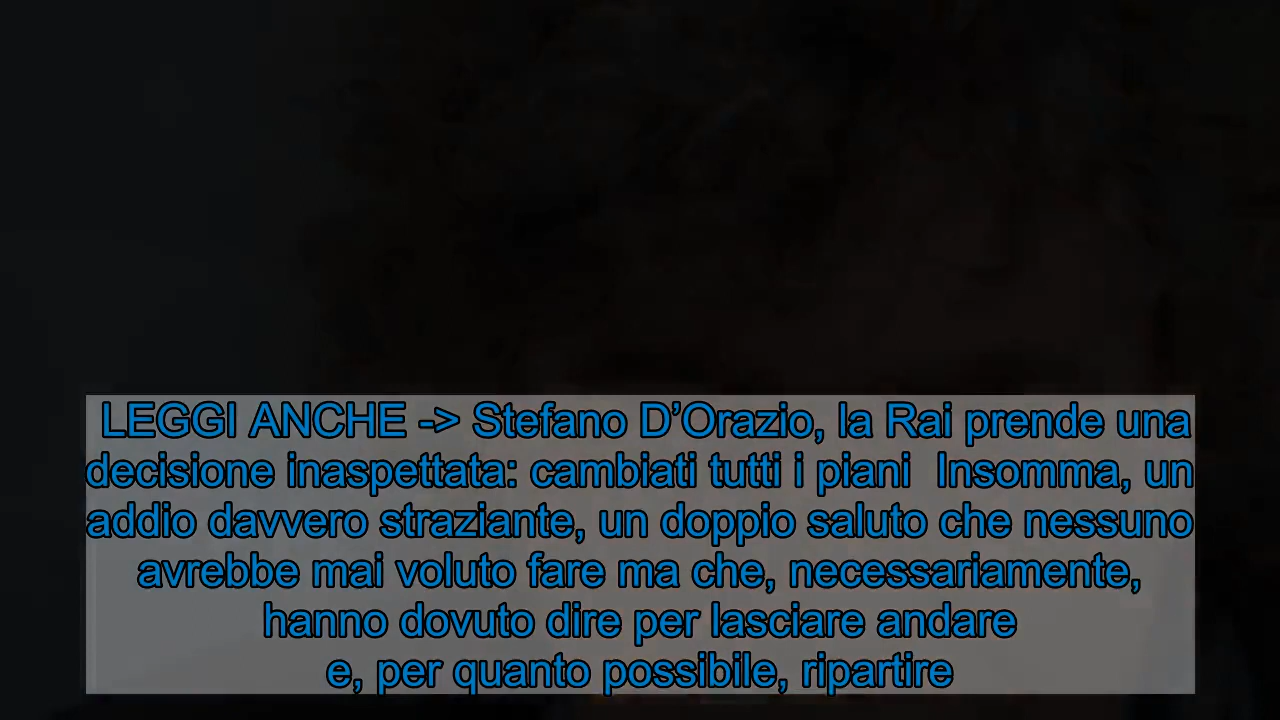 LEGGI ANCHE -> Stefano D’Orazio, la Rai prende una
decisione inaspettata: cambiati tutti i piani  Insomma, un
addio davvero straziante, un doppio saluto che nessuno
avrebbe mai voluto fare ma che, necessariamente,
hanno dovuto dire per lasciare andare
e, per quanto possibile, ripartire